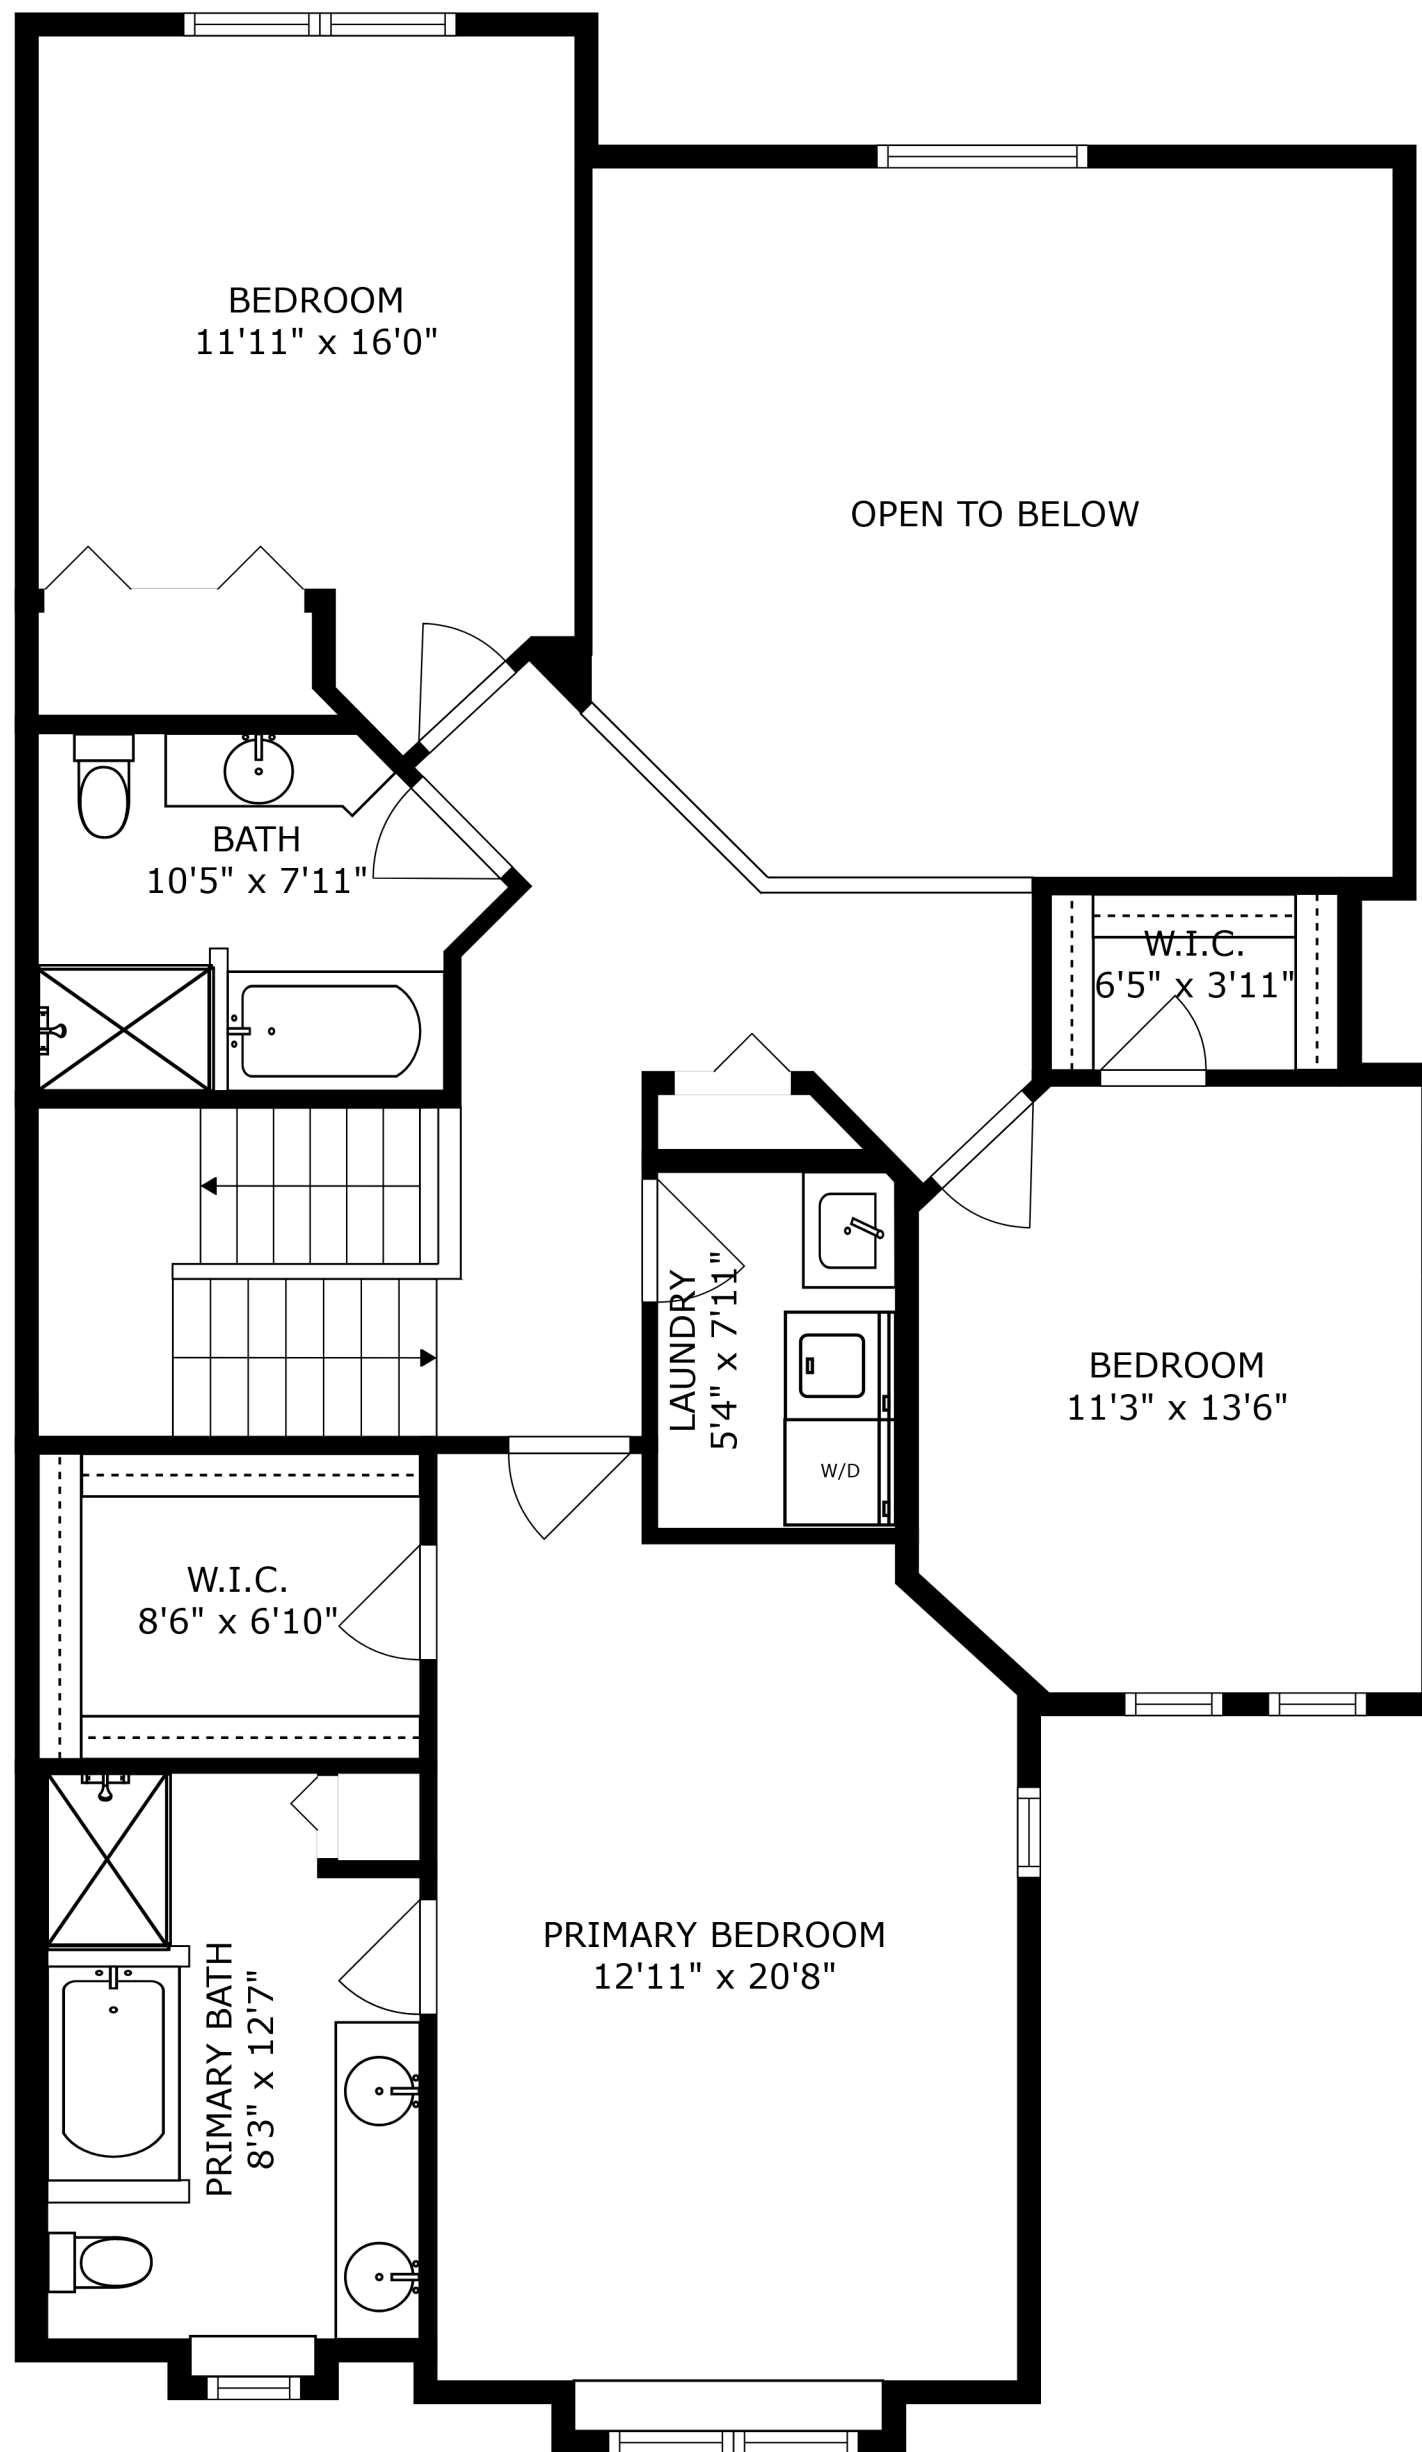 BEDROOM
11'11" x 16'0"
OPEN TO BELOW
BATH
10'5" x 7'11"
W.I.C.
6'5" x 3'11"
LAUNDRY
5'4" x 7'11"
BEDROOM
11'3" x 13'6"
W/D
W.I.C.
8'6" x 6'10"
PRIMARY BEDROOM
12'11" x 20'8"
PRIMARY BATH
8'3" x 12'7"